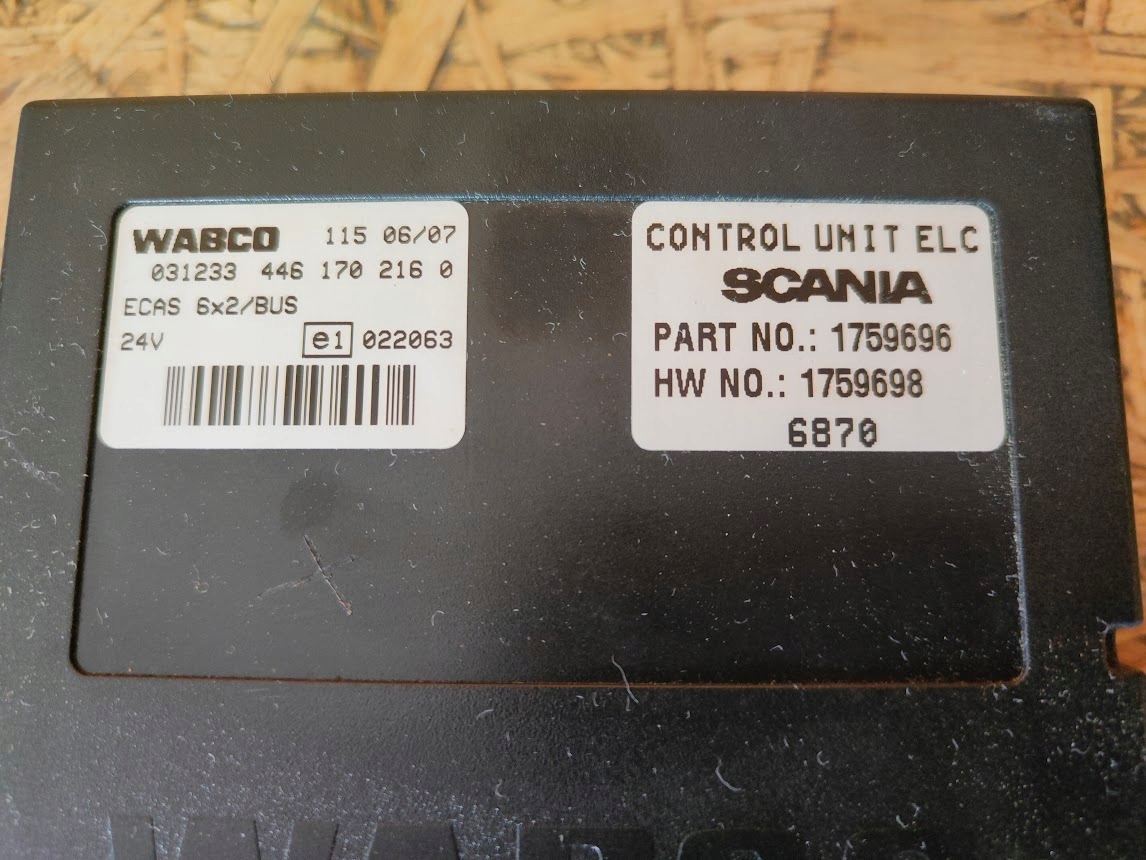 WABCO 115 06/07
031233 446 170 216 0
ECAS 6x2/BUS
24V e1 022063
CONTROL UNIT ELC
SCANIA
PART NO.: 1759696
HW NO.: 1759698
6870